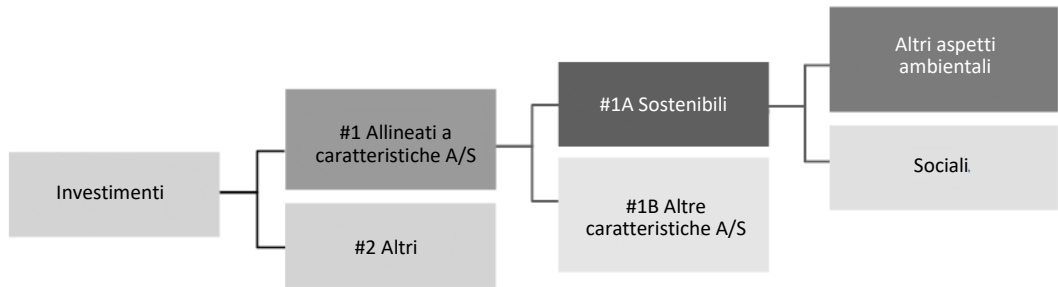 Investimenti
#1 Allineati a
caratteristiche A/S
#2 Altri
#1A Sostenibili
#1B Altre
caratteristiche A/S
Altri aspetti
ambientali
Sociali.